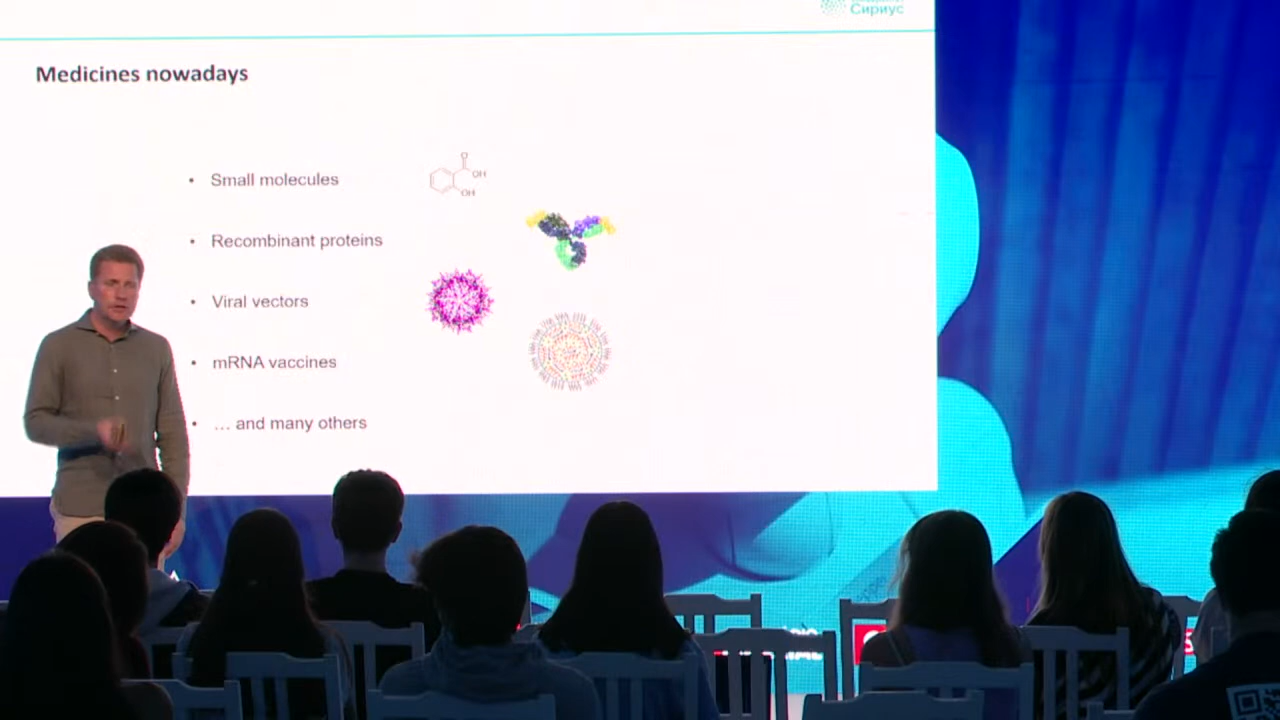 Сириус
Medicines nowadays
• Small molecules
O
OH
OH
• Recombinant proteins
• Viral vectors
• mRNA vaccines
• … and many others